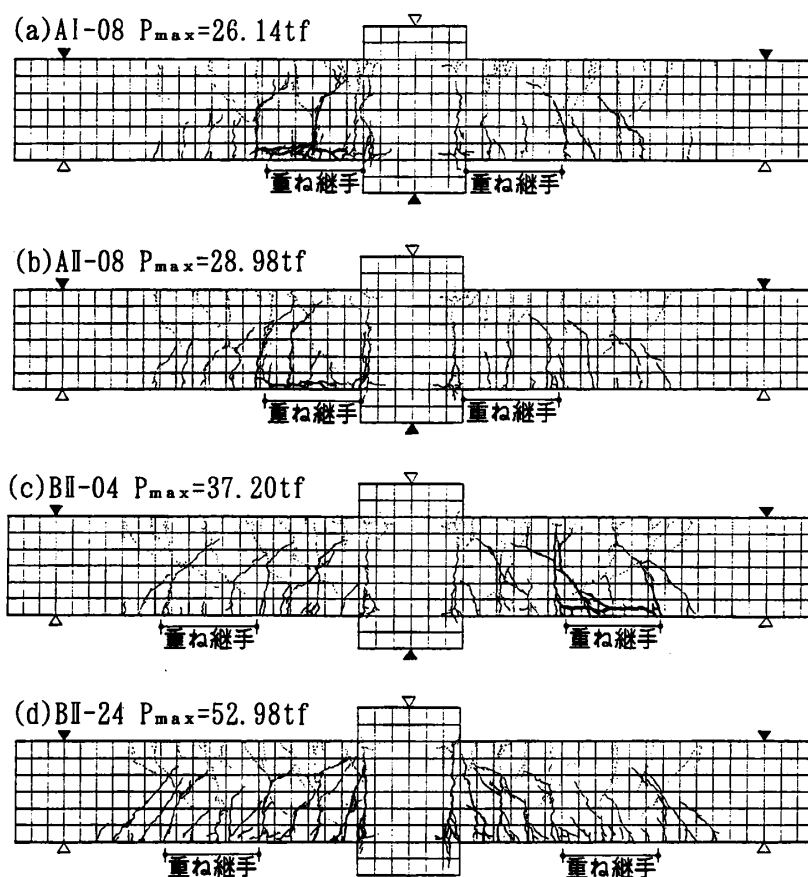 (a)AⅠ-08 Pmax=26.14tf
重ね継手 重ね継手
(b)AⅡ-08 Pmax=28.98tf
重ね継手 重ね継手
(c)BⅡ-04 Pmax=37.20tf
重ね継手 重ね継手
(d)BⅡ-24 Pmax=52.98tf
重ね継手 重ね継手